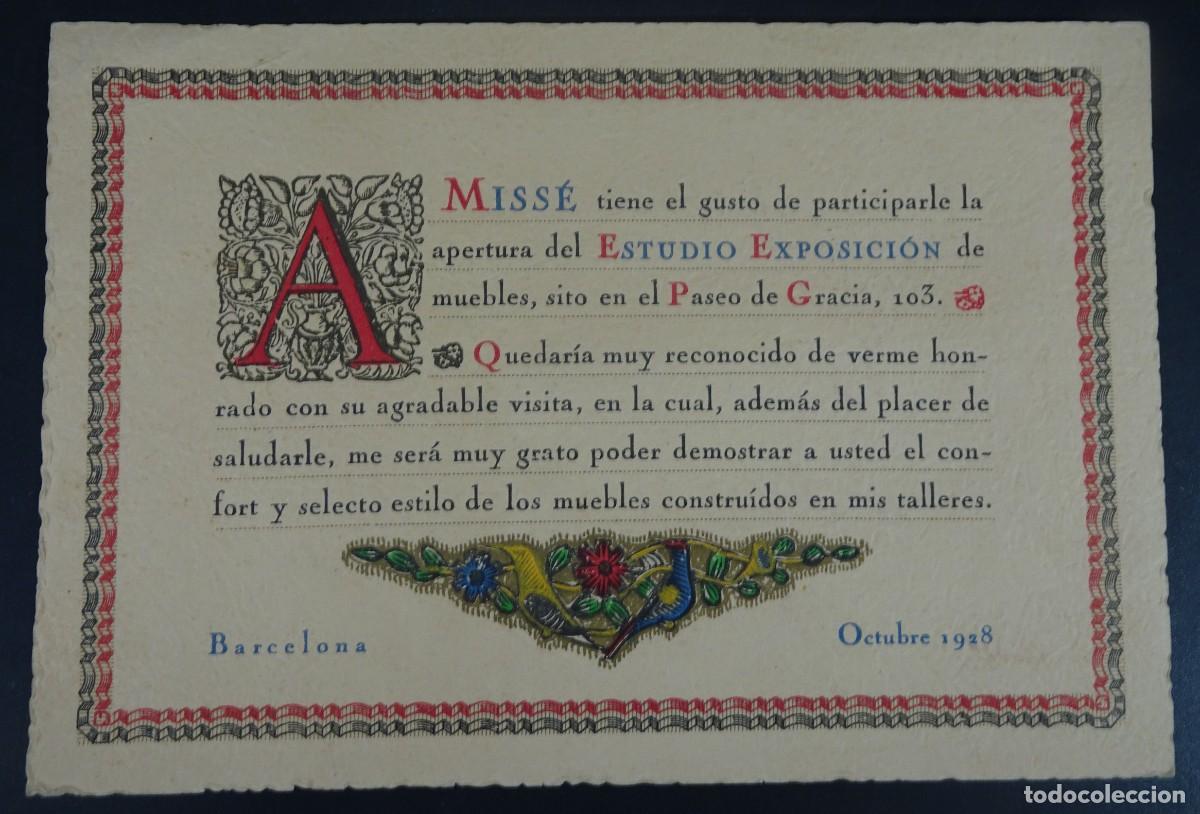 A MISSÉ tiene el gusto de participarle la
apertura del ESTUDIO EXPOSICIÓN de
muebles, sito en el Paseo de Gracia, 103.
Quedaría muy reconocido de verme hon-
rado con su agradable visita, en la cual, además del placer de
saludarle, me será muy grato poder demostrar a usted el con-
fort y selecto estilo de los muebles construídos en mis talleres.
Barcelona
Octubre 1928
todocoleccion